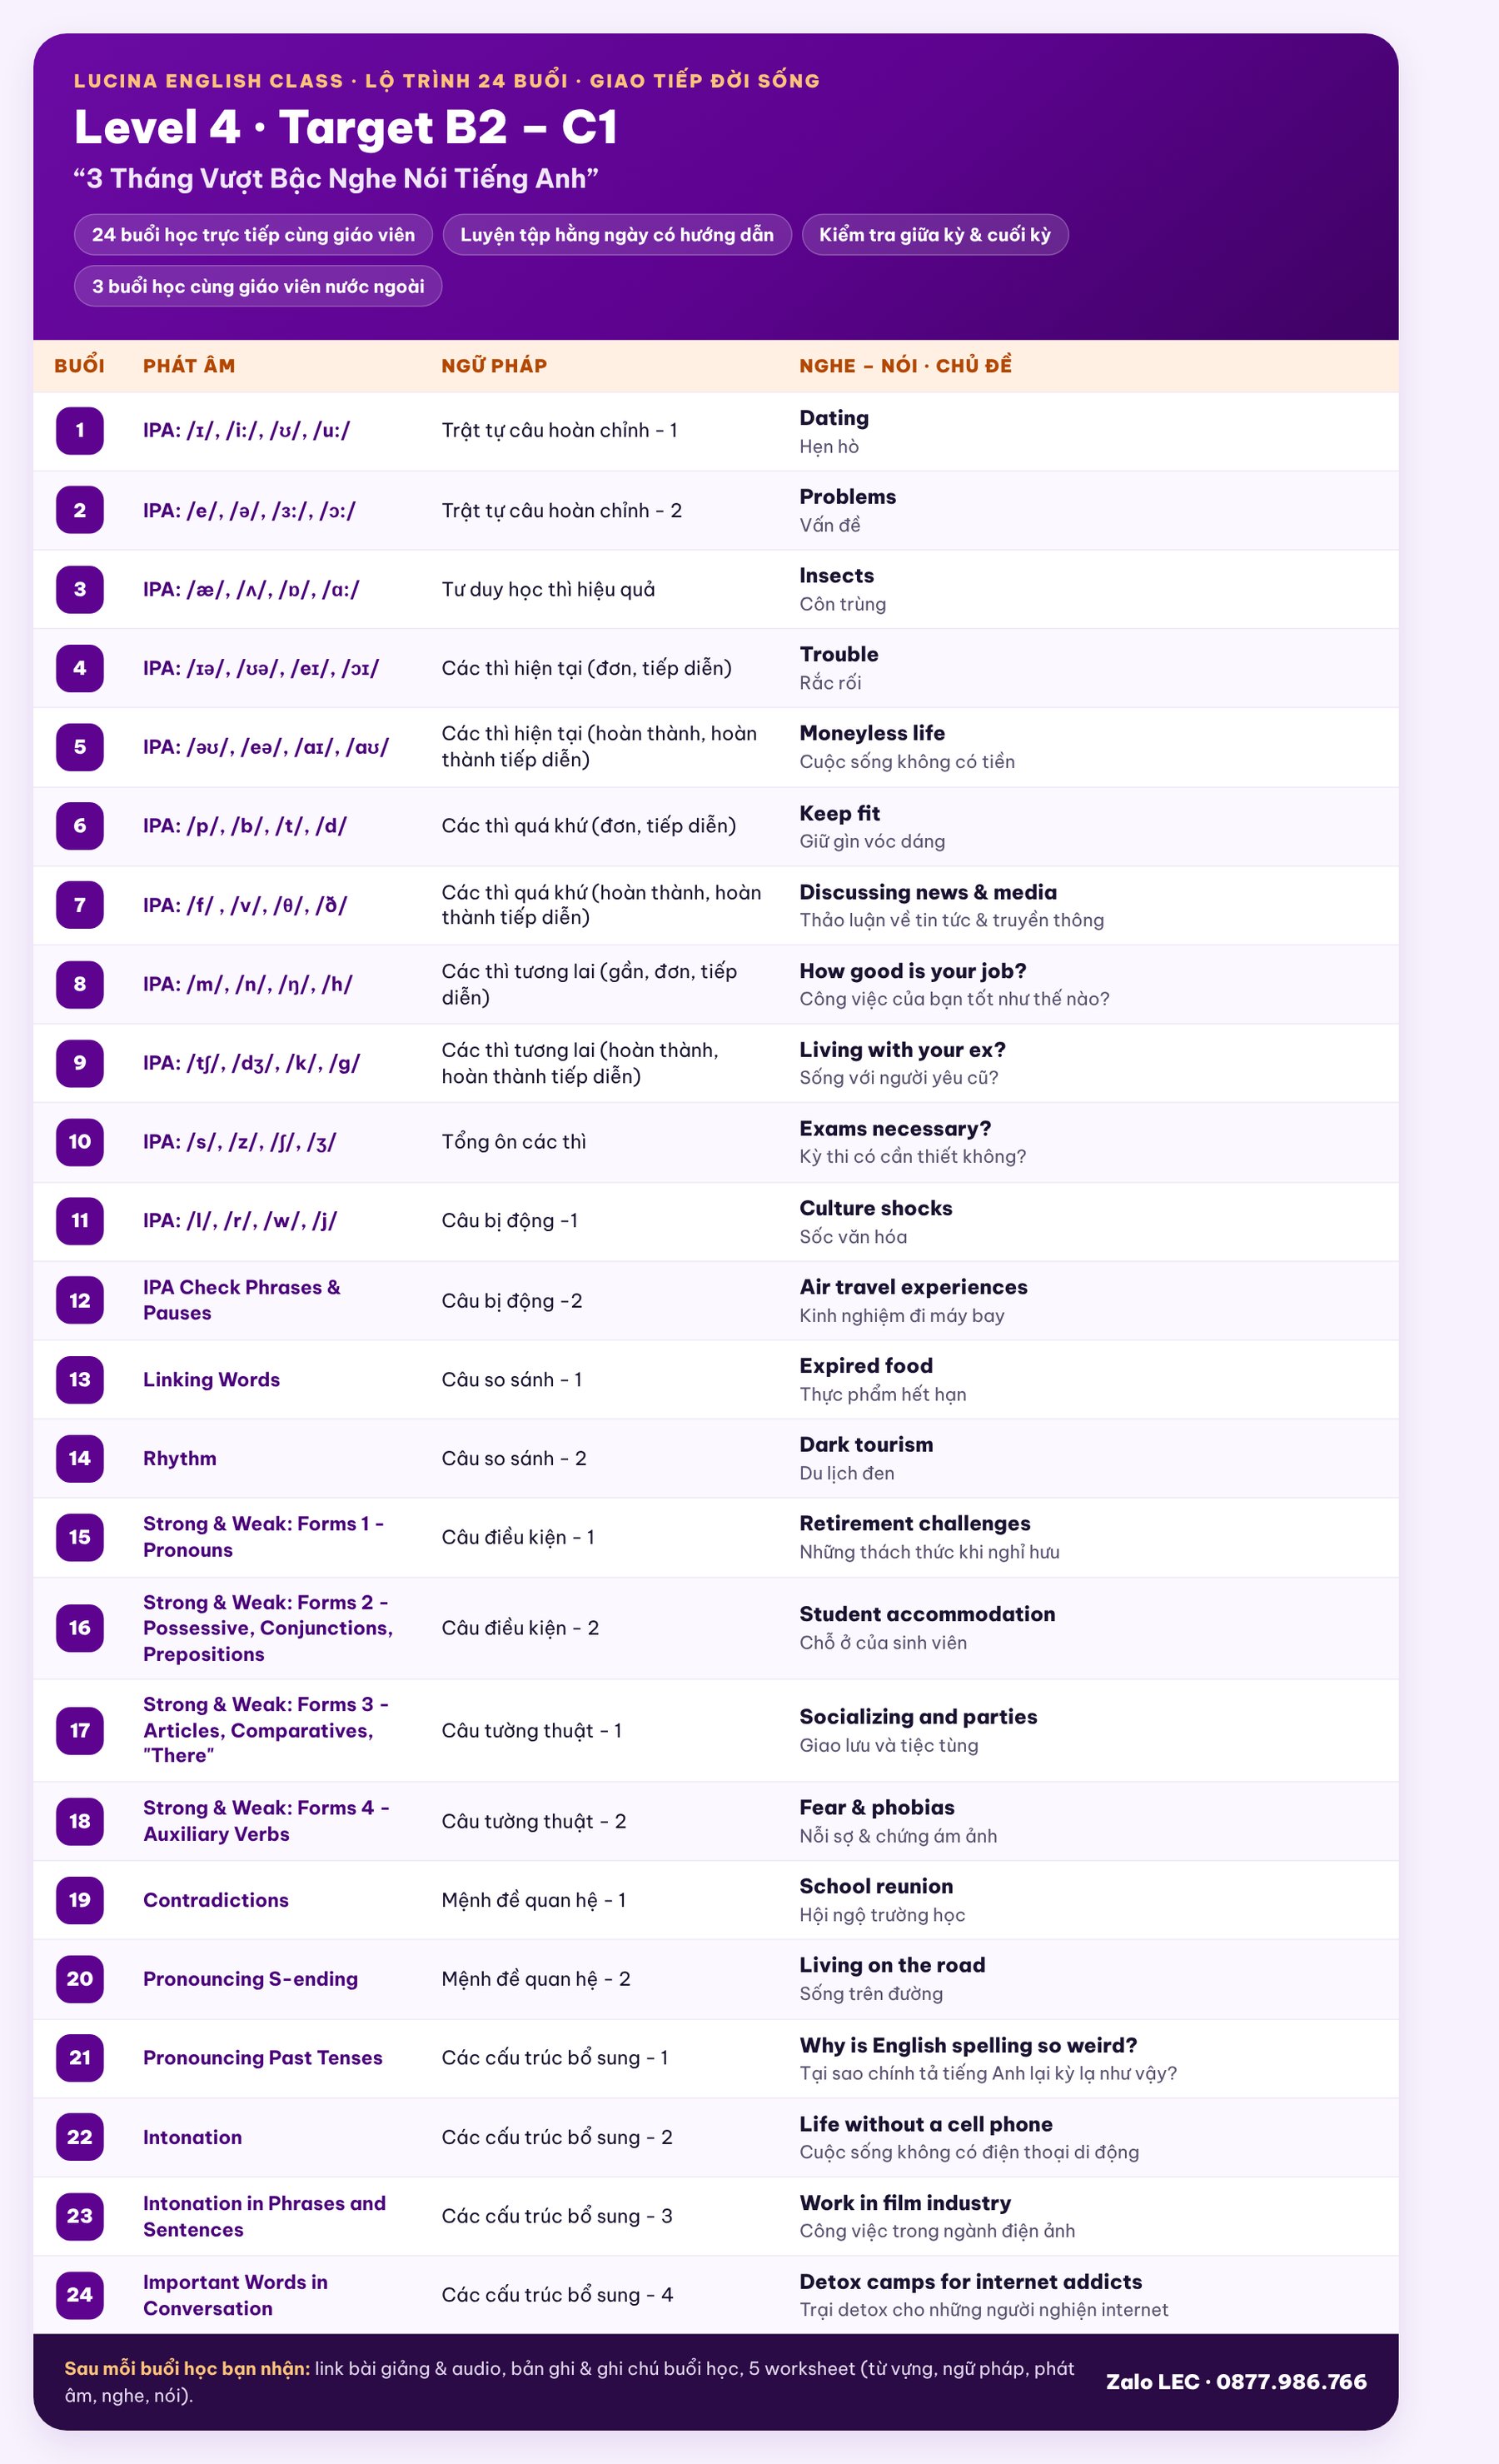 LUCINA ENGLISH CLASS · LỘ TRÌNH 24 BUỔI · GIAO TIẾP ĐỜI SỐNG
Level 4 · Target B2 – C1
“3 Tháng Vượt Bậc Nghe Nói Tiếng Anh”
24 buổi học trực tiếp cùng giáo viên
Luyện tập hằng ngày có hướng dẫn
Kiểm tra giữa kỳ & cuối kỳ
3 buổi học cùng giáo viên nước ngoài
BUỔI PHÁT ÂM NGỮ PHÁP NGHE – NÓI · CHỦ ĐỀ
1
IPA: /ɪ/, /i:/, /ʊ/, /u:/
Trật tự câu hoàn chỉnh - 1
Dating
Hẹn hò
2
IPA: /e/, /ə/, /ɜ:/, /ɔ:/
Trật tự câu hoàn chỉnh - 2
Problems
Vấn đề
3
IPA: /æ/, /ʌ/, /ɒ/, /ɑ:/
Tư duy học thì hiệu quả
Insects
Côn trùng
4
IPA: /ɪə/, /ʊə/, /eɪ/, /ɔɪ/
Các thì hiện tại (đơn, tiếp diễn)
Trouble
Rắc rối
5
IPA: /əʊ/, /eə/, /aɪ/, /aʊ/
Các thì hiện tại (hoàn thành, hoàn
thành tiếp diễn)
Moneyless life
Cuộc sống không có tiền
6
IPA: /p/, /b/, /t/, /d/
Các thì quá khứ (đơn, tiếp diễn)
Keep fit
Giữ gìn vóc dáng
7
IPA: /f/ , /v/, /θ/, /ð/
Các thì quá khứ (hoàn thành, hoàn
thành tiếp diễn)
Discussing news & media
Thảo luận về tin tức & truyền thông
8
IPA: /m/, /n/, /ŋ/, /h/
Các thì tương lai (gần, đơn, tiếp
diễn)
How good is your job?
Công việc của bạn tốt như thế nào?
9
IPA: /tʃ/, /dʒ/, /k/, /g/
Các thì tương lai (hoàn thành,
hoàn thành tiếp diễn)
Living with your ex?
Sống với người yêu cũ?
10
IPA: /s/, /z/, /ʃ/, /ʒ/
Tổng ôn các thì
Exams necessary?
Kỳ thi có cần thiết không?
11
IPA: /l/, /r/, /w/, /j/
Câu bị động -1
Culture shocks
Sốc văn hóa
12
IPA Check Phrases &
Pauses
Câu bị động -2
Air travel experiences
Kinh nghiệm đi máy bay
13
Linking Words
Câu so sánh - 1
Expired food
Thực phẩm hết hạn
14
Rhythm
Câu so sánh - 2
Dark tourism
Du lịch đen
15
Strong & Weak: Forms 1 -
Pronouns
Câu điều kiện - 1
Retirement challenges
Những thách thức khi nghỉ hưu
16
Strong & Weak: Forms 2 -
Possessive, Conjunctions,
Prepositions
Câu điều kiện - 2
Student accommodation
Chỗ ở của sinh viên
17
Strong & Weak: Forms 3 -
Articles, Comparatives,
"There"
Câu tường thuật - 1
Socializing and parties
Giao lưu và tiệc tùng
18
Strong & Weak: Forms 4 -
Auxiliary Verbs
Câu tường thuật - 2
Fear & phobias
Nỗi sợ & chứng ám ảnh
19
Contradictions
Mệnh đề quan hệ - 1
School reunion
Hội ngộ trường học
20
Pronouncing S-ending
Mệnh đề quan hệ - 2
Living on the road
Sống trên đường
21
Pronouncing Past Tenses
Các cấu trúc bổ sung - 1
Why is English spelling so weird?
Tại sao chính tả tiếng Anh lại kỳ lạ như vậy?
22
Intonation
Các cấu trúc bổ sung - 2
Life without a cell phone
Cuộc sống không có điện thoại di động
23
Intonation in Phrases and
Sentences
Các cấu trúc bổ sung - 3
Work in film industry
Công việc trong ngành điện ảnh
24
Important Words in
Conversation
Các cấu trúc bổ sung - 4
Detox camps for internet addicts
Trại detox cho những người nghiện internet
Sau mỗi buổi học bạn nhận: link bài giảng & audio, bản ghi & ghi chú buổi học, 5 worksheet (từ vựng, ngữ pháp, phát
âm, nghe, nói).
Zalo LEC · 0877.986.766